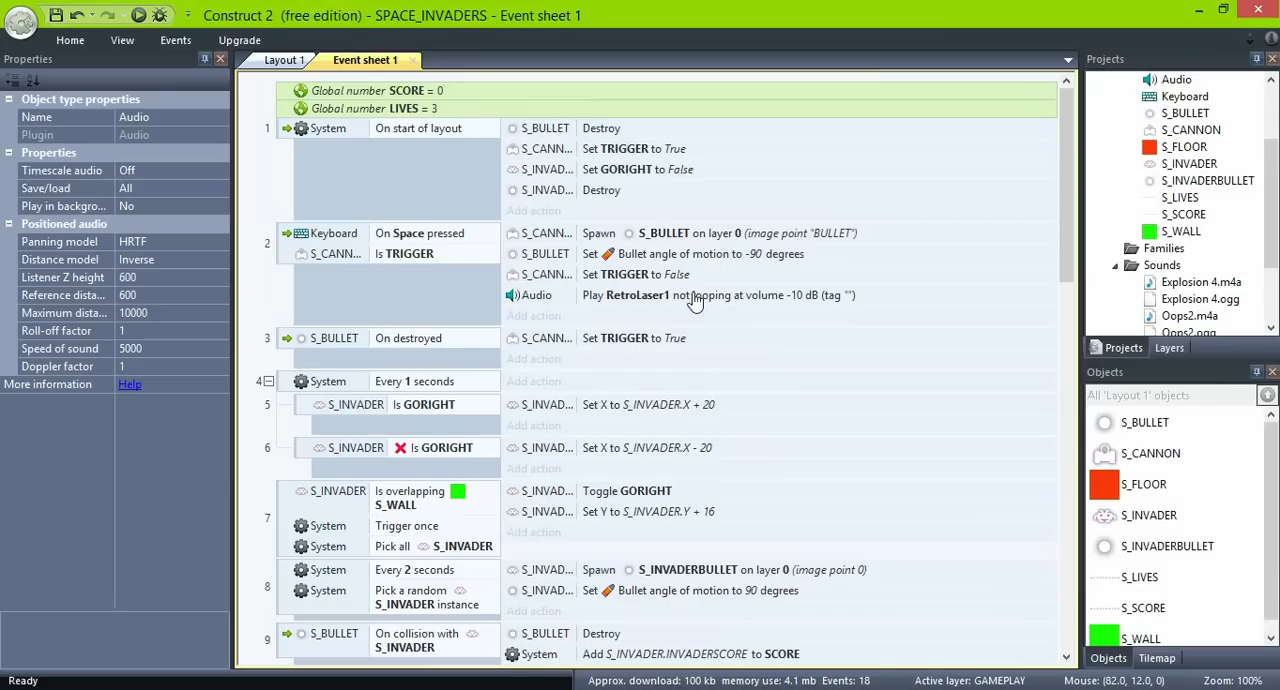 Construct 2 (free edition) - SPACE_INVADERS - Event sheet 1
Home View Events Upgrade
Properties
Object type properties
Name Audio
Plugin Audio
Properties
Timescale audio Off
Save/load All
Play in backgro... No
Positioned audio
Panning model HRTF
Distance model Inverse
Listener Z height 600
Reference dista... 600
Maximum dista... 10000
Roll-off factor 1
Speed of sound 5000
Doppler factor 1
More information Help
Layout 1 Event sheet 1
Global number SCORE = 0
Global number LIVES = 3
1 System On start of layout S_BULLET Destroy
S_CANN... Set TRIGGER to True
S_INVAD... Set GORIGHT to False
S_INVAD... Destroy
Add action
2 Keyboard On Space pressed S_CANN... Spawn S_BULLET on layer 0 (image point "BULLET")
S_CANN... Is TRIGGER S_BULLET Set Bullet angle of motion to -90 degrees
S_CANN... Set TRIGGER to False
Audio Play RetroLaser1 not looping at volume -10 dB (tag "")
Add action
3 S_BULLET On destroyed S_CANN... Set TRIGGER to True
Add action
4 System Every 1 seconds Add action
5 S_INVADER Is GORIGHT S_INVAD... Set X to S_INVADER.X + 20
Add action
6 S_INVADER Is GORIGHT S_INVAD... Set X to S_INVADER.X - 20
Add action
7 S_INVADER Is overlapping S_WALL S_INVAD... Toggle GORIGHT
S_INVAD... Set Y to S_INVADER.Y + 16
System Trigger once Add action
System Pick all S_INVADER
8 System Every 2 seconds S_INVAD... Spawn S_INVADERBULLET on layer 0 (image point 0)
System Pick a random S_INVADER instance S_INVAD... Set Bullet angle of motion to 90 degrees
Add action
9 S_BULLET On collision with S_INVADER S_BULLET Destroy
System Add S_INVADER.INVADERSCORE to SCORE
Projects
Audio
Keyboard
S_BULLET
S_CANNON
S_FLOOR
S_INVADER
S_INVADERBULLET
S_LIVES
S_SCORE
S_WALL
Families
Sounds
Explosion 4.m4a
Explosion 4.ogg
Oops2.m4a
Oops2.ogg
Projects Layers
Objects
All 'Layout 1' objects
S_BULLET
S_CANNON
S_FLOOR
S_INVADER
S_INVADERBULLET
S_LIVES
S_SCORE
S_WALL
Objects Tilemap
Ready Approx. download: 100 kb memory use: 4.1 mb Events: 18 Active layer: GAMEPLAY Mouse: (82.0, 12.0, 0) Zoom: 100%